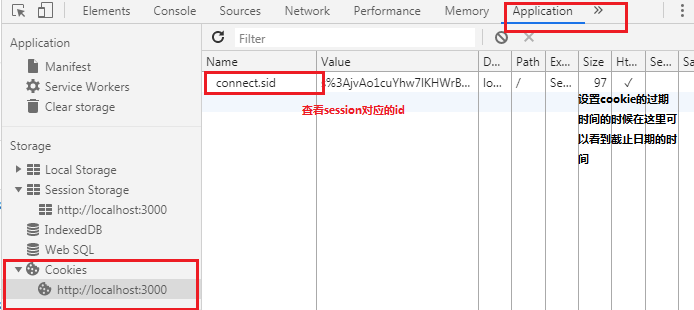 Elements Console Sources Network Performance Memory Application »
Application
Manifest
Service Workers
Clear storage
Storage
Local Storage
Session Storage
http://localhost:3000
IndexedDB
Web SQL
Cookies
http://localhost:3000
Filter
Name Value D... Path Ex... Size Ht... Sec... Sa
connect.sid lo... / Se... 97 ✓
查看session对应的id
设置cookie的过期
时间的时候在这里可
以看到截止日期的时
间